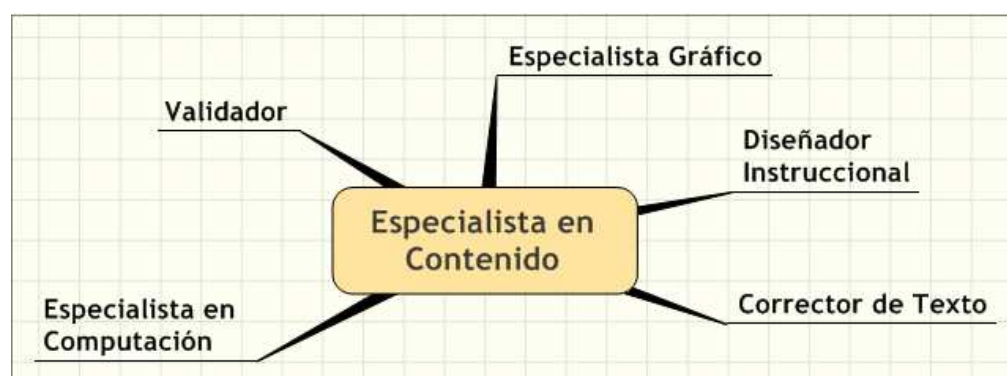 Especialista Gráfico
Validador
Diseñador
Instruccional
Especialista en
Contenido
Especialista en
Computación
Corrector de Texto